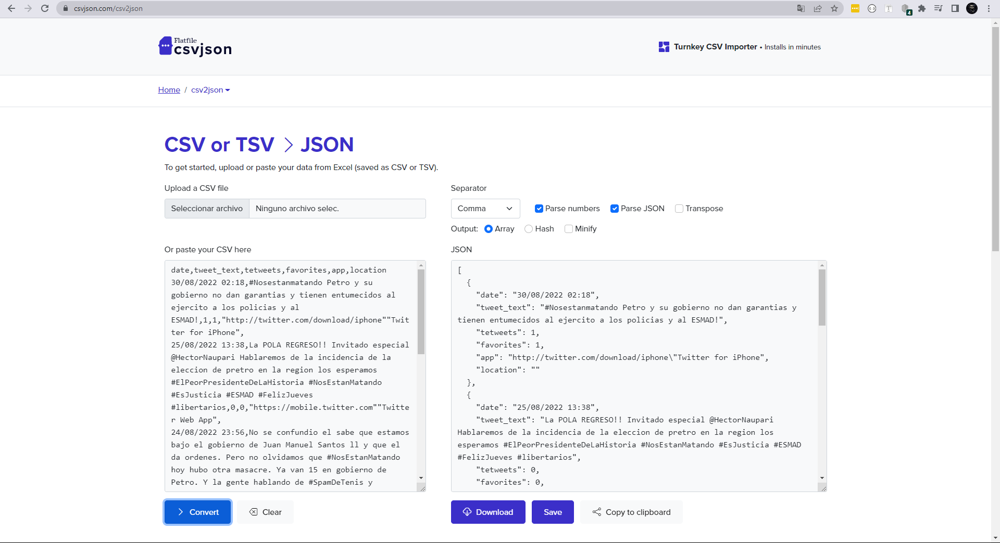 csvjson.com/csv2json
4
Flatfile
csvjson
Turnkey CSV Importer • Installs in minutes
Home / csv2json
CSV or TSV > JSON
To get started, upload or paste your data from Excel (saved as CSV or TSV).
Upload a CSV file
Seleccionar archivo Ninguno archivo selec.
Separator
Comma Parse numbers Parse JSON Transpose
Output: Array Hash Minify
Or paste your CSV here
date,tweet_text,tetweets,favorites,app,location
30/08/2022 02:18,#Nosestanmatando Petro y su
gobierno no dan garantias y tienen entumecidos al
ejercito a los policias y al
ESMAD!,1,1,"http://twitter.com/download/iphone""Twit
ter for iPhone",
25/08/2022 13:38,La POLA REGRESO!! Invitado especial
@HectorNaupari Hablaremos de la incidencia de la
eleccion de pretro en la region los esperamos
#ElPeorPresidenteDeLaHistoria #NosEstanMatando
#EsJusticia #ESMAD #FelizJueves
#libertarios,0,0,"https://mobile.twitter.com""Twitte
r Web App",
24/08/2022 23:56,No se confundio el sabe que estamos
bajo el gobierno de Juan Manuel Santos ll y que el
da ordenes. Pero no olvidamos que #NosEstanMatando
hoy hubo otra masacre. Ya van 15 en gobierno de
Petro. Y la gente hablando de #SpamDeTenis y
Convert Clear
JSON
[
{
"date": "30/08/2022 02:18",
"tweet_text": "#Nosestanmatando Petro y su gobierno no dan garantias y
tienen entumecidos al ejercito a los policias y al ESMAD!",
"tetweets": 1,
"favorites": 1,
"app": "http://twitter.com/download/iphone\"Twitter for iPhone",
"location": ""
},
{
"date": "25/08/2022 13:38",
"tweet_text": "La POLA REGRESO!! Invitado especial @HectorNaupari
Hablaremos de la incidencia de la eleccion de pretro en la region los
esperamos #ElPeorPresidenteDeLaHistoria #NosEstanMatando #EsJusticia #ESMAD
#FelizJueves #libertarios",
"tetweets": 0,
"favorites": 0,
Download Save Copy to clipboard